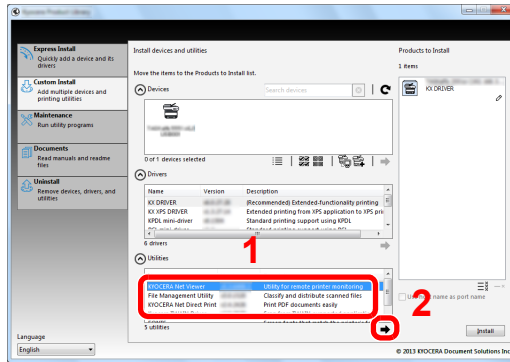 Kyocera Product Library
Express Install
Quickly add a device and its
drivers
Custom Install
Add multiple devices and
printing utilities
Maintenance
Run utility programs
Documents
Read manuals and readme
files
Uninstall
Remove devices, drivers, and
utilities
Language
English
Install devices and utilities
Move the items to the Products to Install list.
Devices
Search devices
0 of 1 devices selected
Drivers
Name Version Description
KX DRIVER (Recommended) Extended-functionality printing
KX XPS DRIVER Extended printing from XPS application to XPS pri
KPDL mini-driver Standard printing support using KPDL
6 drivers
1
Utilities
KYOCERA Net Viewer Utility for remote printer monitoring
File Management Utility Classify and distribute scanned files
KYOCERA Net Direct Print Print PDF documents easily
5 utilities
Products to Install
1 items
KX DRIVER
2
name as port name
Install
© 2013 KYOCERA Document Solutions Inc